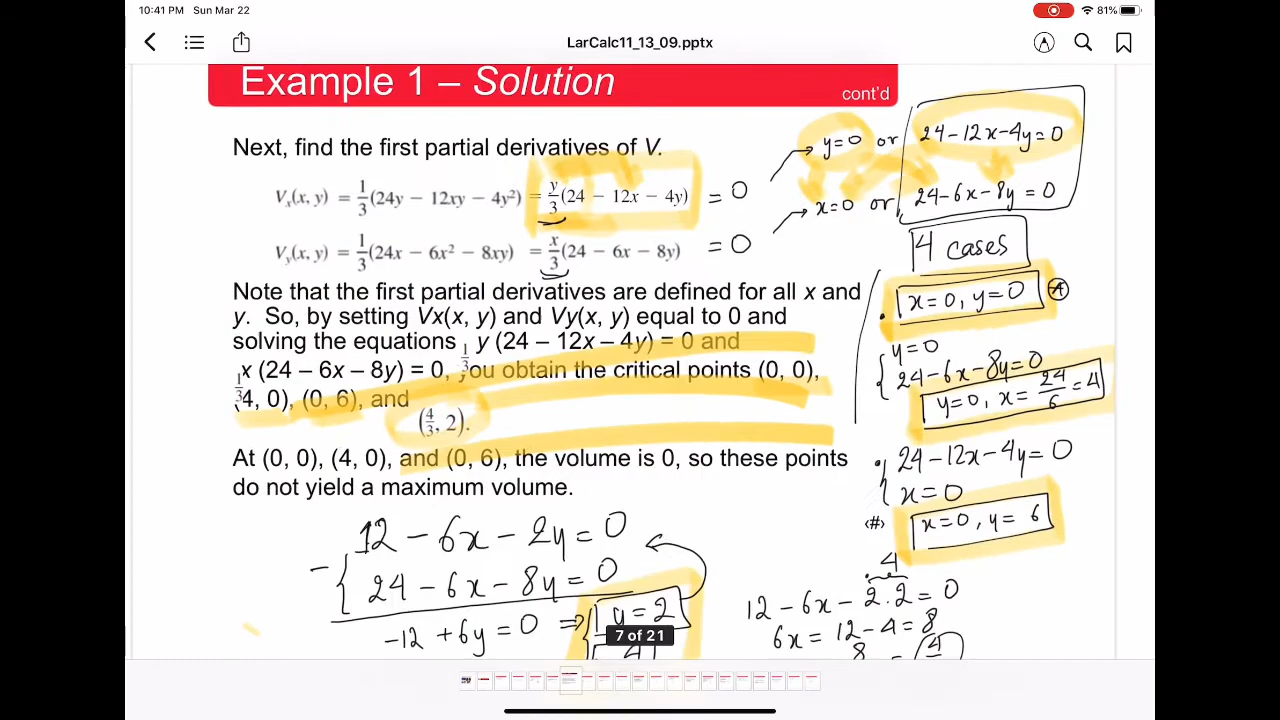 10:41 PM Sun Mar 22
81%
LarCalc11_13_09.pptx
Example 1 – Solution
cont'd
Next, find the first partial derivatives of V.
Vx(x, y) = 1/3(24y − 12xy − 4y²) = y/3(24 − 12x − 4y) = 0
Vy(x, y) = 1/3(24x − 6x² − 8xy) = x/3(24 − 6x − 8y) = 0
Note that the first partial derivatives are defined for all x and
y. So, by setting Vx(x, y) and Vy(x, y) equal to 0 and
solving the equations 1/3 y (24 – 12x – 4y) = 0 and
1/3 x (24 – 6x – 8y) = 0, you obtain the critical points (0, 0),
(4, 0), (0, 6), and
(4/3, 2).
At (0, 0), (4, 0), and (0, 6), the volume is 0, so these points
do not yield a maximum volume.
12 − 6x − 2y = 0
− { 24 − 6x − 8y = 0
−12 + 6y = 0 ⇒ y = 2
4
7 of 21
→ y=0 or 24−12x−4y=0
→ x=0 or 24−6x−8y=0
4 cases
• x=0, y=0
y=0
24−6x−8y=0
y=0, x= 24/6 =4
• 24−12x−4y=0
x=0
‹#›
x=0, y= 6
4
12 − 6x − 2·2 = 0
6x = 12−4 = 8
8 = 4